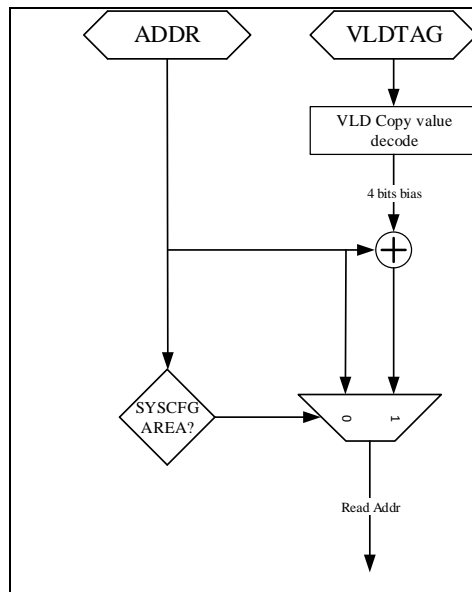 ADDR
VLDTAG
VLD Copy value
decode
4 bits bias
SYSCFG
AREA?
0
1
Read Addr